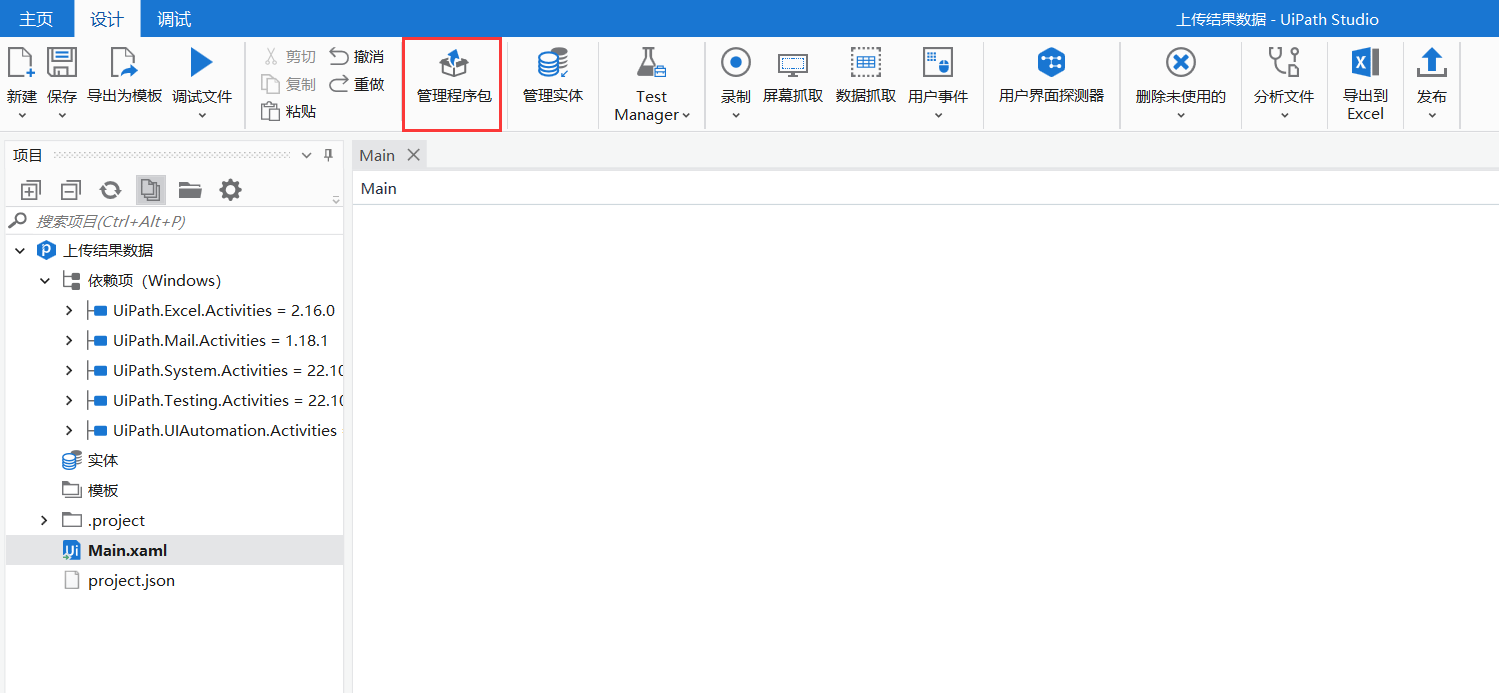 主页 设计 调试 上传结果数据 - UiPath Studio
新建 保存 导出为模板 调试文件
剪切 撤消
复制 重做
粘贴
管理程序包 管理实体
Test
Manager
录制 屏幕抓取 数据抓取 用户事件 用户界面探测器 删除未使用的 分析文件
导出到
Excel
发布
项目
搜索项目(Ctrl+Alt+P)
上传结果数据
依赖项（Windows）
UiPath.Excel.Activities = 2.16.0
UiPath.Mail.Activities = 1.18.1
UiPath.System.Activities = 22.10
UiPath.Testing.Activities = 22.10
UiPath.UIAutomation.Activities
实体
模板
.project
Main.xaml
project.json
Main
Main